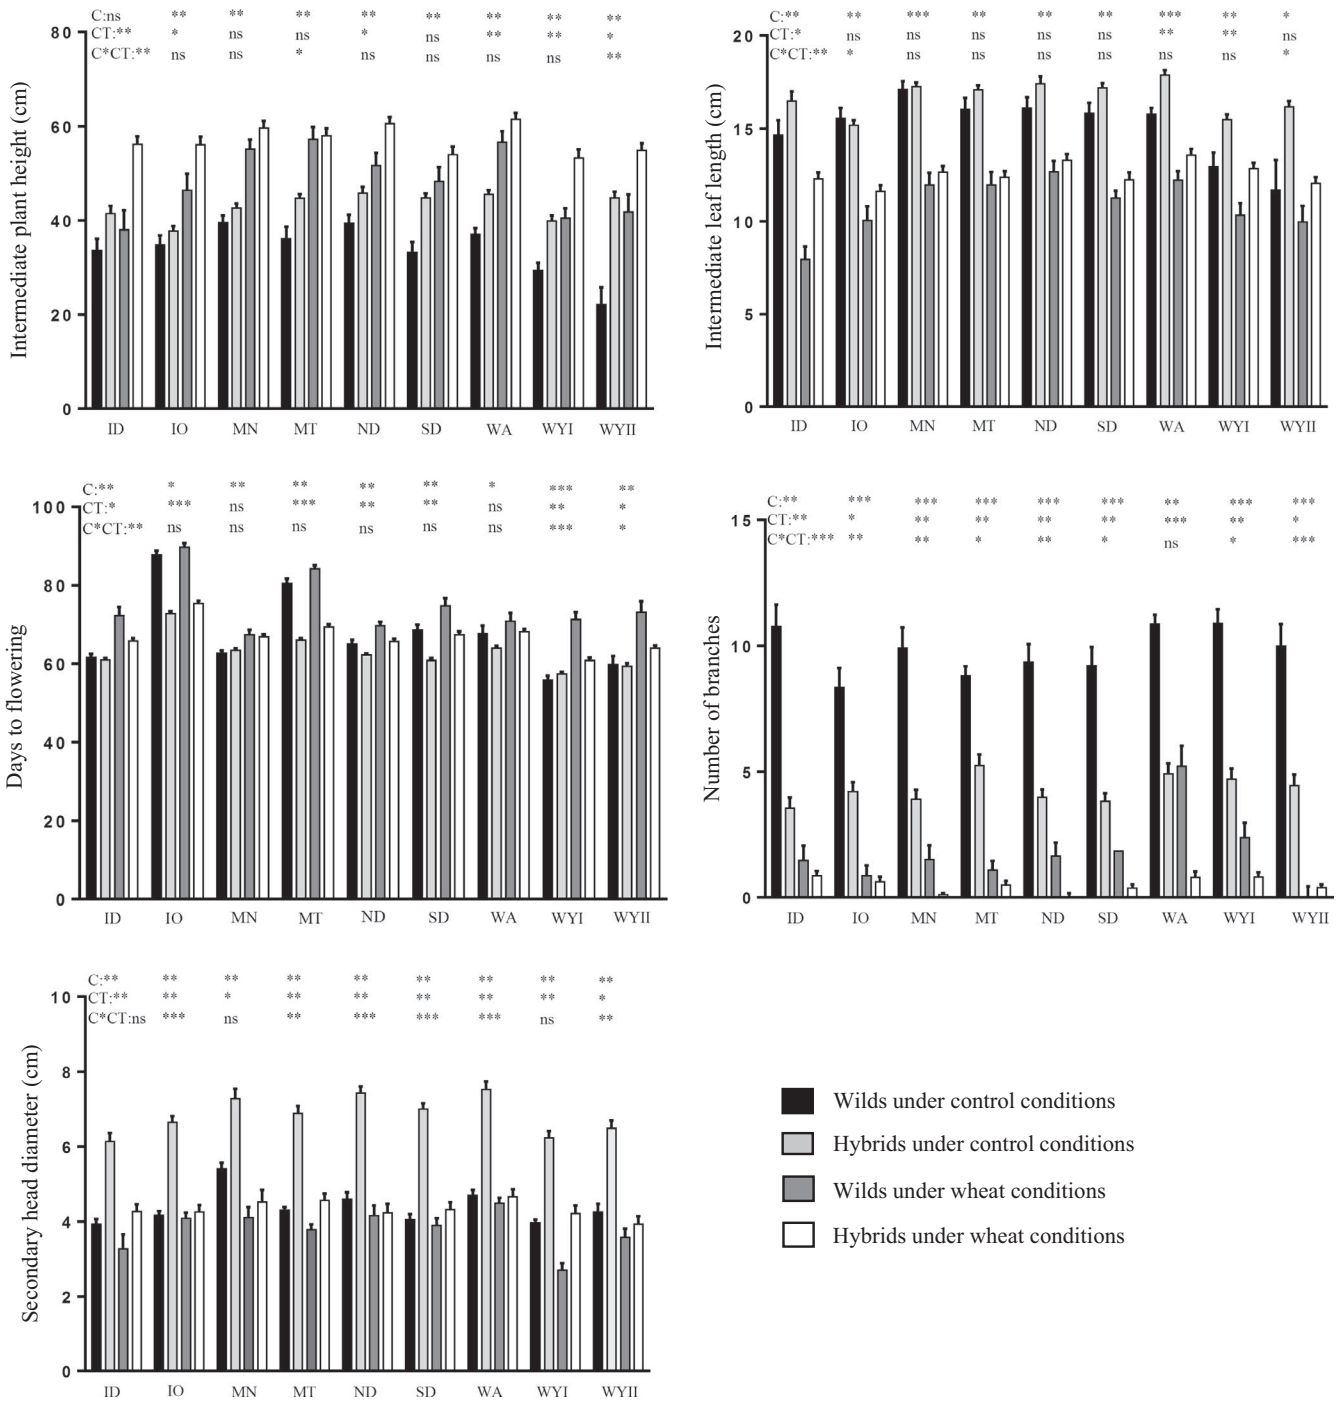 C:ns ** ** ** ** ** ** ** **
CT:** * ns ns * ns ** ** *
C*CT:** ns ns * ns ns ns ns **
80
60
40
20
0
Intermediate plant height (cm)
ID IO MN MT ND SD WA WYI WYII
C:** ** *** ** ** ** *** ** *
CT:* ns ns ns ns ns ** ** ns
C*CT:** * ns ns ns ns ns ns *
20
15
10
5
0
Intermediate leaf length (cm)
ID IO MN MT ND SD WA WYI WYII
C:** * ** ** ** ** * *** **
CT:* *** ns *** ** ** ns ** *
C*CT:** ns ns ns ns ns ns *** *
100
80
60
40
20
0
Days to flowering
ID IO MN MT ND SD WA WYI WYII
C:** *** *** *** *** *** ** *** ***
CT:** * ** ** ** ** *** ** *
C*CT:*** ** ** * ** * ns * ***
15
10
5
0
Number of branches
ID IO MN MT ND SD WA WYI WYII
C:** ** ** ** ** ** ** ** **
CT:** ** * ** ** ** ** ** *
C*CT:ns *** ns ** *** *** *** ns **
10
8
6
4
2
0
Secondary head diameter (cm)
ID IO MN MT ND SD WA WYI WYII
Wilds under control conditions
Hybrids under control conditions
Wilds under wheat conditions
Hybrids under wheat conditions